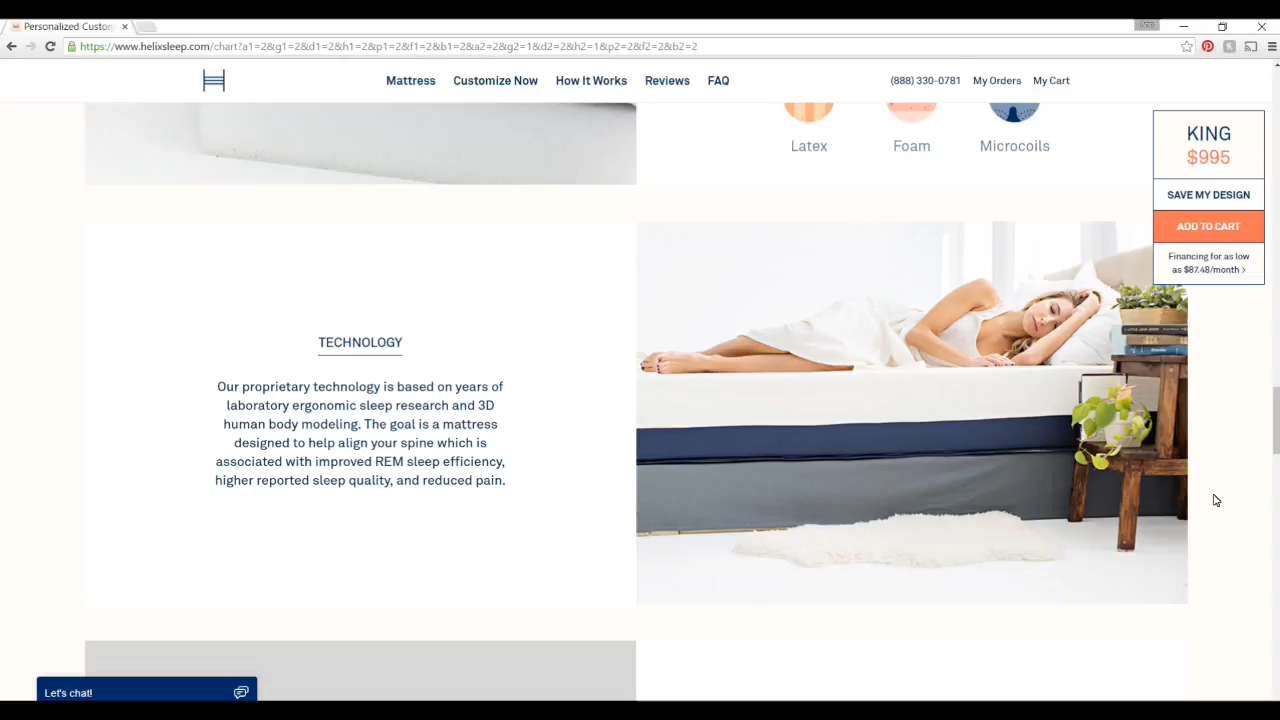 Personalized Custom
https://www.helixsleep.com/chart?a1=2&g1=2&d1=2&h1=2&p1=2&f1=2&b1=2&a2=2&g2=1&d2=2&h2=1&p2=2&f2=2&b2=2
Mattress Customize Now How It Works Reviews FAQ (888) 330-0781 My Orders My Cart
Latex Foam Microcoils
KING
$995
SAVE MY DESIGN
ADD TO CART
Financing for as low
as $87.48/month >
TECHNOLOGY
Our proprietary technology is based on years of
laboratory ergonomic sleep research and 3D
human body modeling. The goal is a mattress
designed to help align your spine which is
associated with improved REM sleep efficiency,
higher reported sleep quality, and reduced pain.
Let's chat!